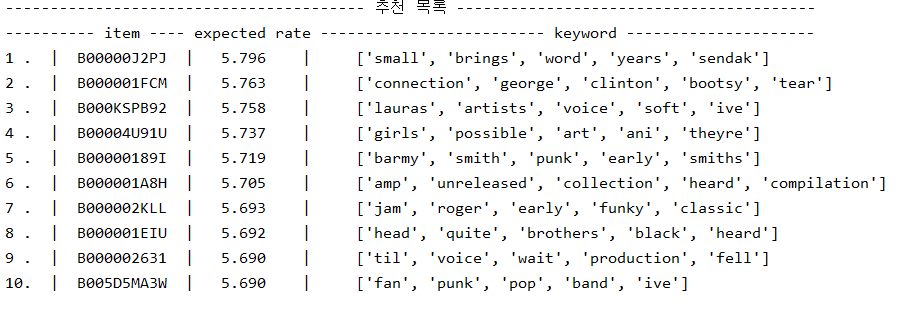 ---------------------------------------- 추천 목록 ----------------------------------------
---------- item ---- expected rate ------------------------- keyword ---------------------
1 . | B00000J2PJ | 5.796 | ['small', 'brings', 'word', 'years', 'sendak']
2 . | B000001FCM | 5.763 | ['connection', 'george', 'clinton', 'bootsy', 'tear']
3 . | B000KSPB92 | 5.758 | ['lauras', 'artists', 'voice', 'soft', 'ive']
4 . | B00004U91U | 5.737 | ['girls', 'possible', 'art', 'ani', 'theyre']
5 . | B00000189I | 5.719 | ['barmy', 'smith', 'punk', 'early', 'smiths']
6 . | B000001A8H | 5.705 | ['amp', 'unreleased', 'collection', 'heard', 'compilation']
7 . | B000002KLL | 5.693 | ['jam', 'roger', 'early', 'funky', 'classic']
8 . | B000001EIU | 5.692 | ['head', 'quite', 'brothers', 'black', 'heard']
9 . | B000002631 | 5.690 | ['til', 'voice', 'wait', 'production', 'fell']
10. | B005D5MA3W | 5.690 | ['fan', 'punk', 'pop', 'band', 'ive']